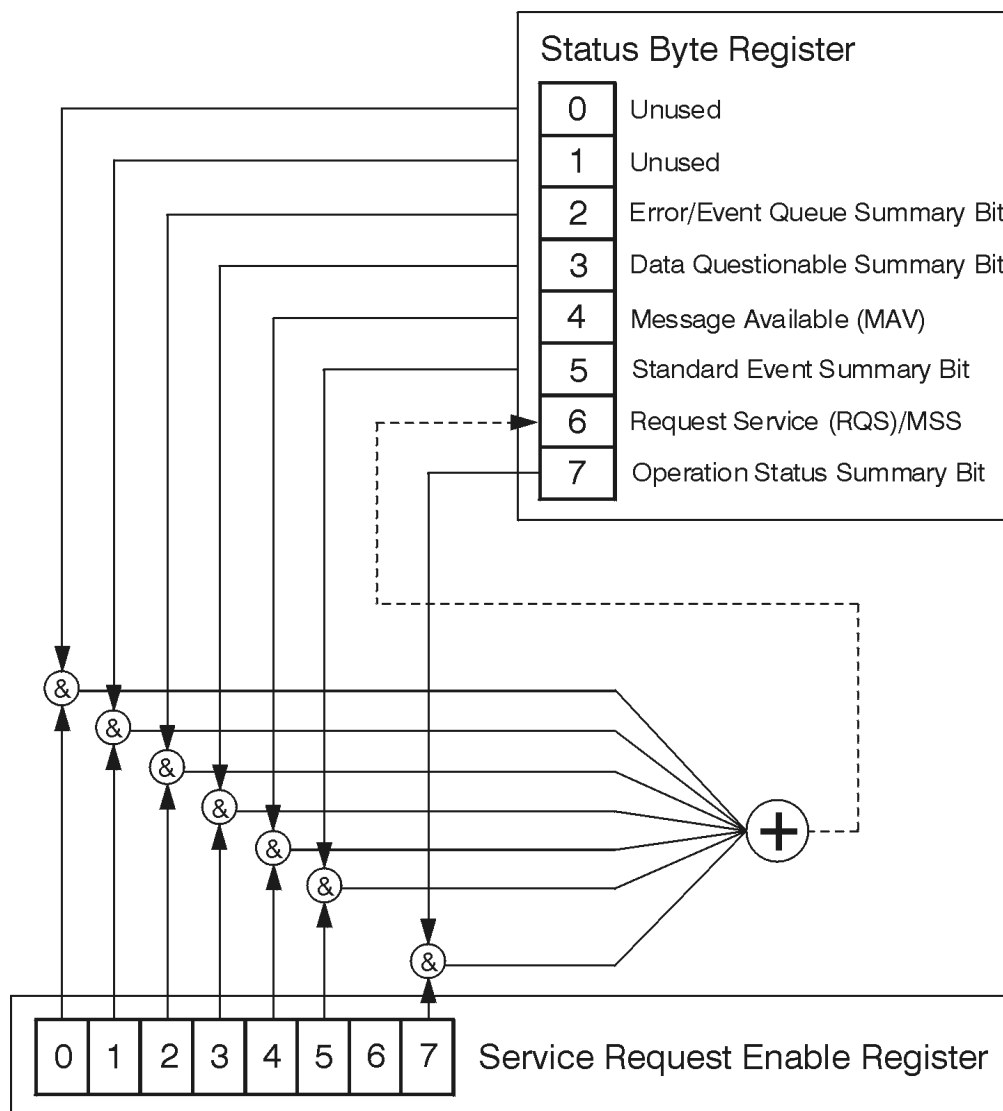 Status Byte Register
0 Unused
1 Unused
2 Error/Event Queue Summary Bit
3 Data Questionable Summary Bit
4 Message Available (MAV)
5 Standard Event Summary Bit
6 Request Service (RQS)/MSS
7 Operation Status Summary Bit
&
&
&
&
&
&
+
&
0 1 2 3 4 5 6 7 Service Request Enable Register